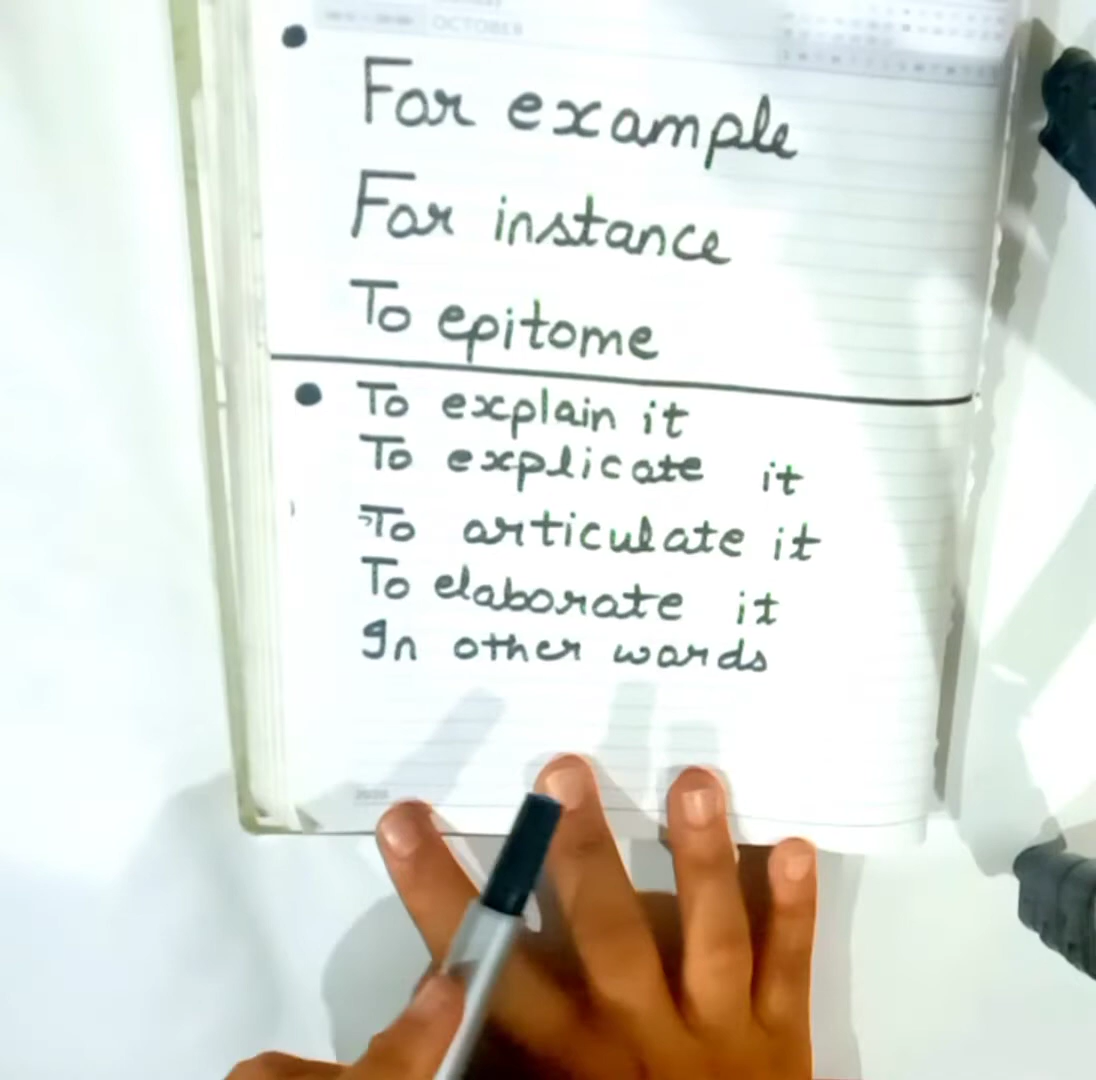 OCTOBER
For example
For instance
To epitome
To explain it
To explicate it
To articulate it
To elaborate it
In other words